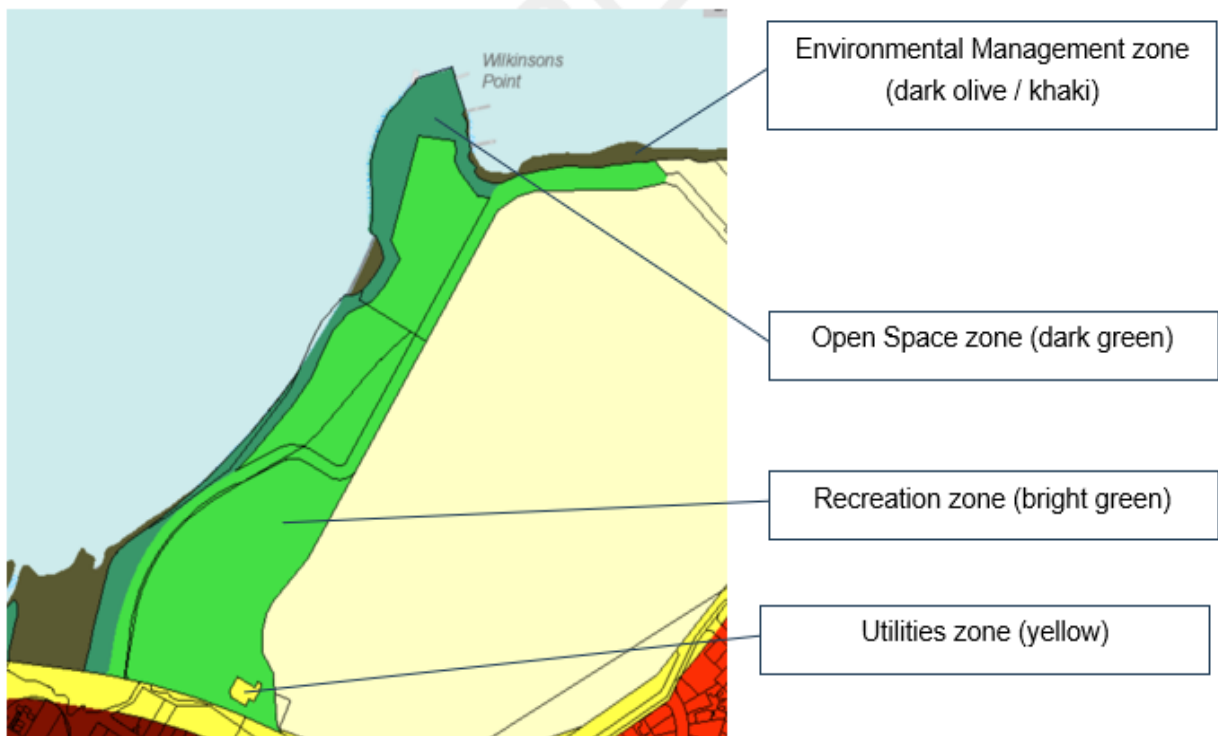 Wilkinsons
Point
Environmental Management zone
(dark olive / khaki)
Open Space zone (dark green)
Recreation zone (bright green)
Utilities zone (yellow)